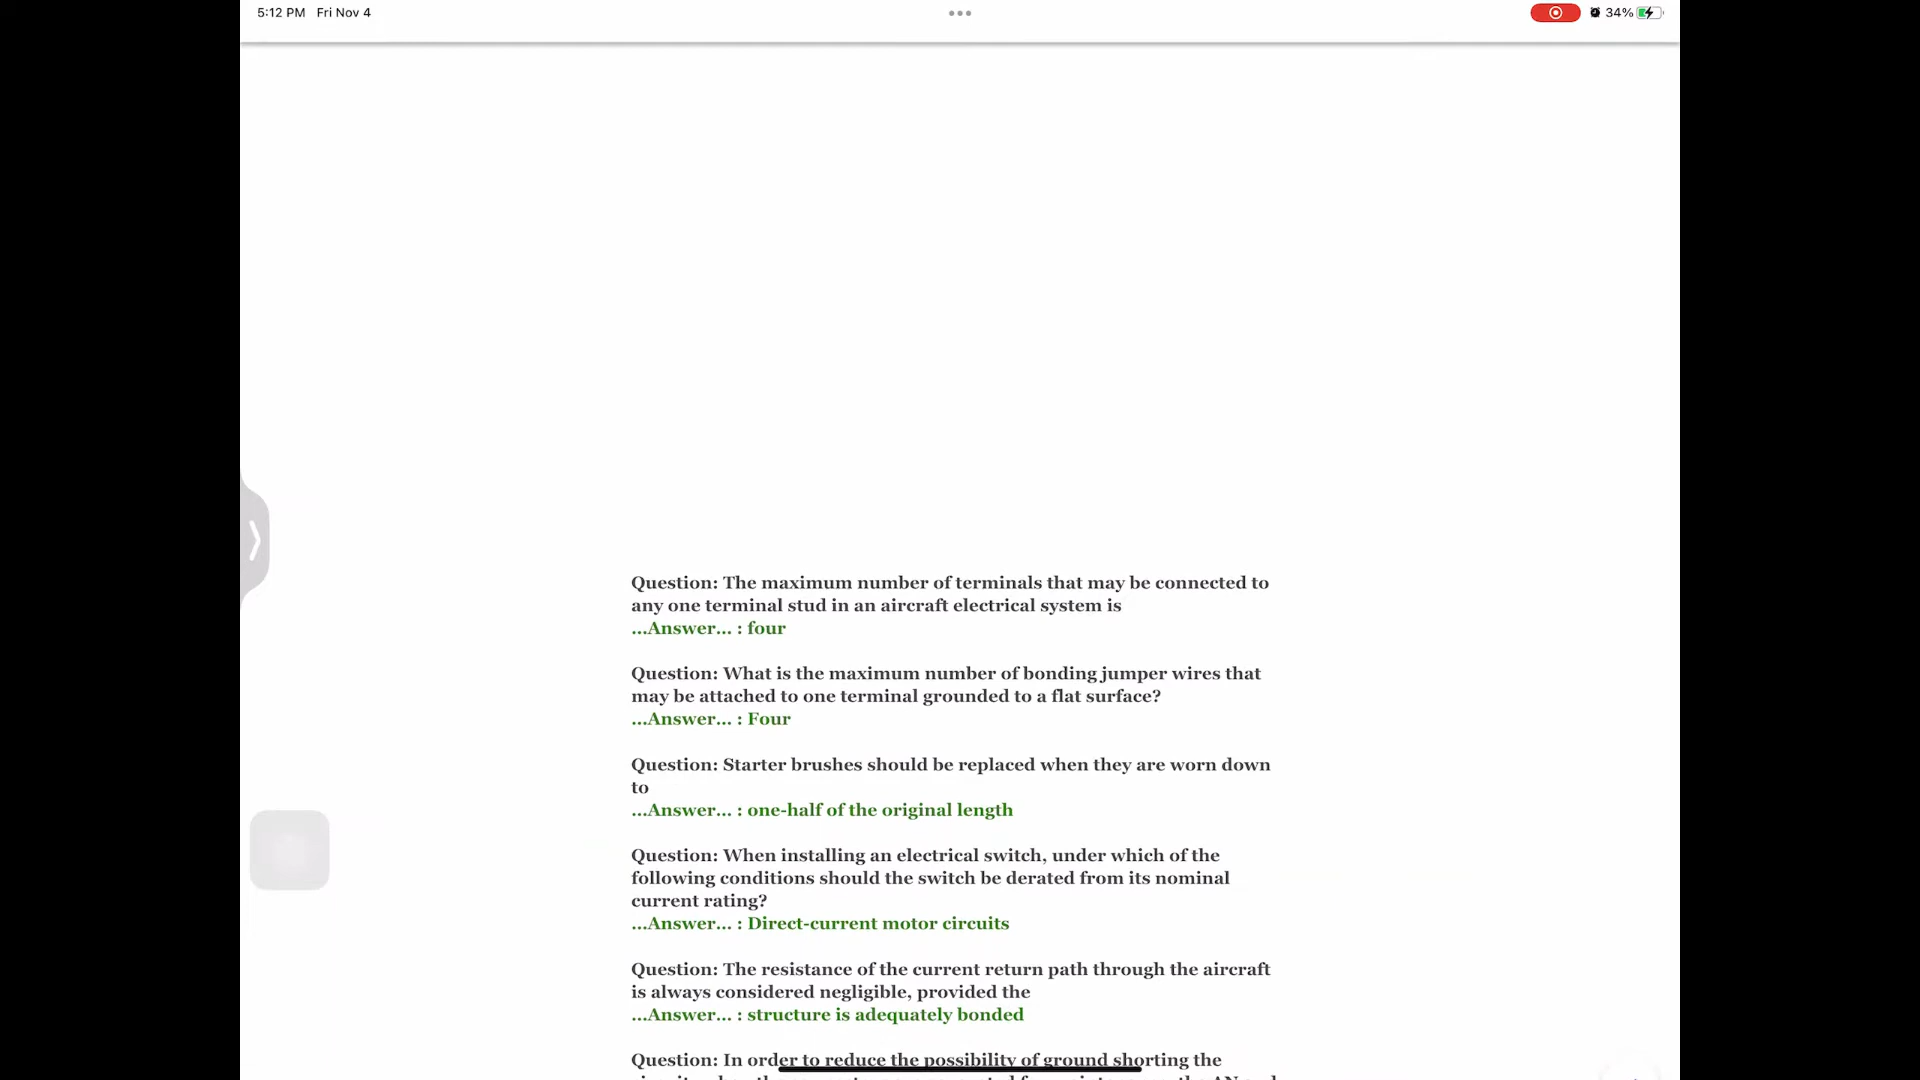 5:12 PM Fri Nov 4
34%
Question: The maximum number of terminals that may be connected to
any one terminal stud in an aircraft electrical system is
...Answer... : four
Question: What is the maximum number of bonding jumper wires that
may be attached to one terminal grounded to a flat surface?
...Answer... : Four
Question: Starter brushes should be replaced when they are worn down
to
...Answer... : one-half of the original length
Question: When installing an electrical switch, under which of the
following conditions should the switch be derated from its nominal
current rating?
...Answer... : Direct-current motor circuits
Question: The resistance of the current return path through the aircraft
is always considered negligible, provided the
...Answer... : structure is adequately bonded
Question: In order to reduce the possibility of ground shorting the